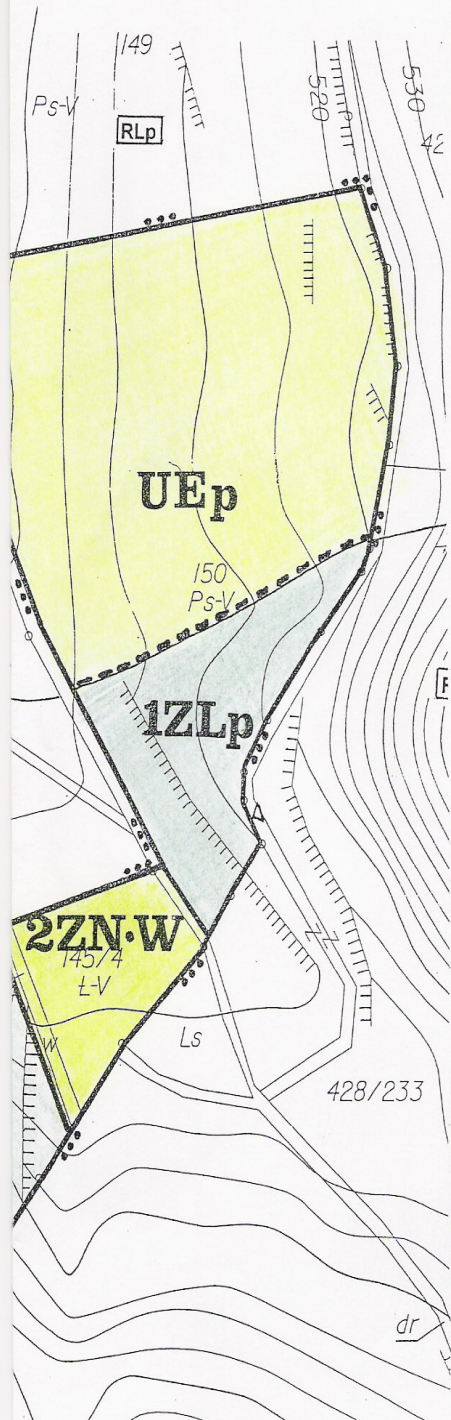 149
Ps-V
RLp
520
530
42
UEp
150
Ps-V
1ZLp
2ZN·W
145/4
Ł-V
w
Ls
428/233
dr